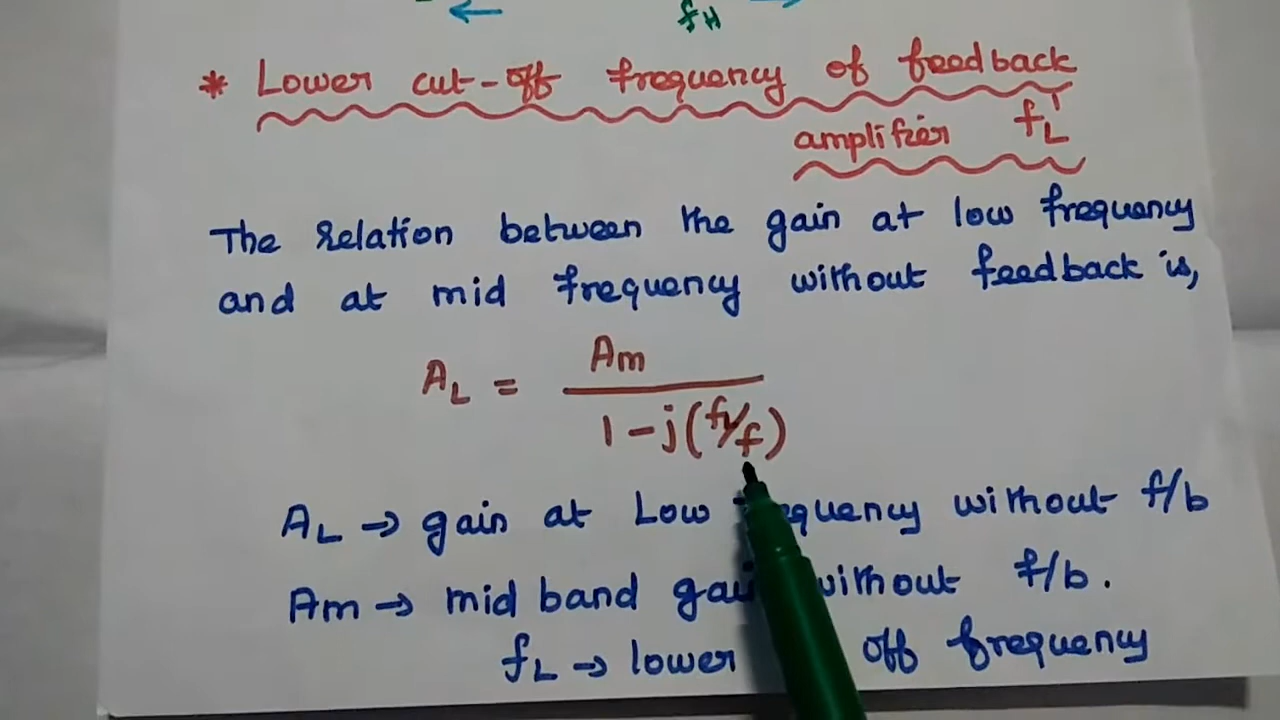 ← fH →
* Lower cut-off frequency of feedback
amplifier fL'
The relation between the gain at low frequency
and at mid frequency without feedback is,
AL = Am / 1 - j(fL/f)
AL → gain at Low frequency without f/b
Am → mid band gain without f/b.
fL → lower off frequency